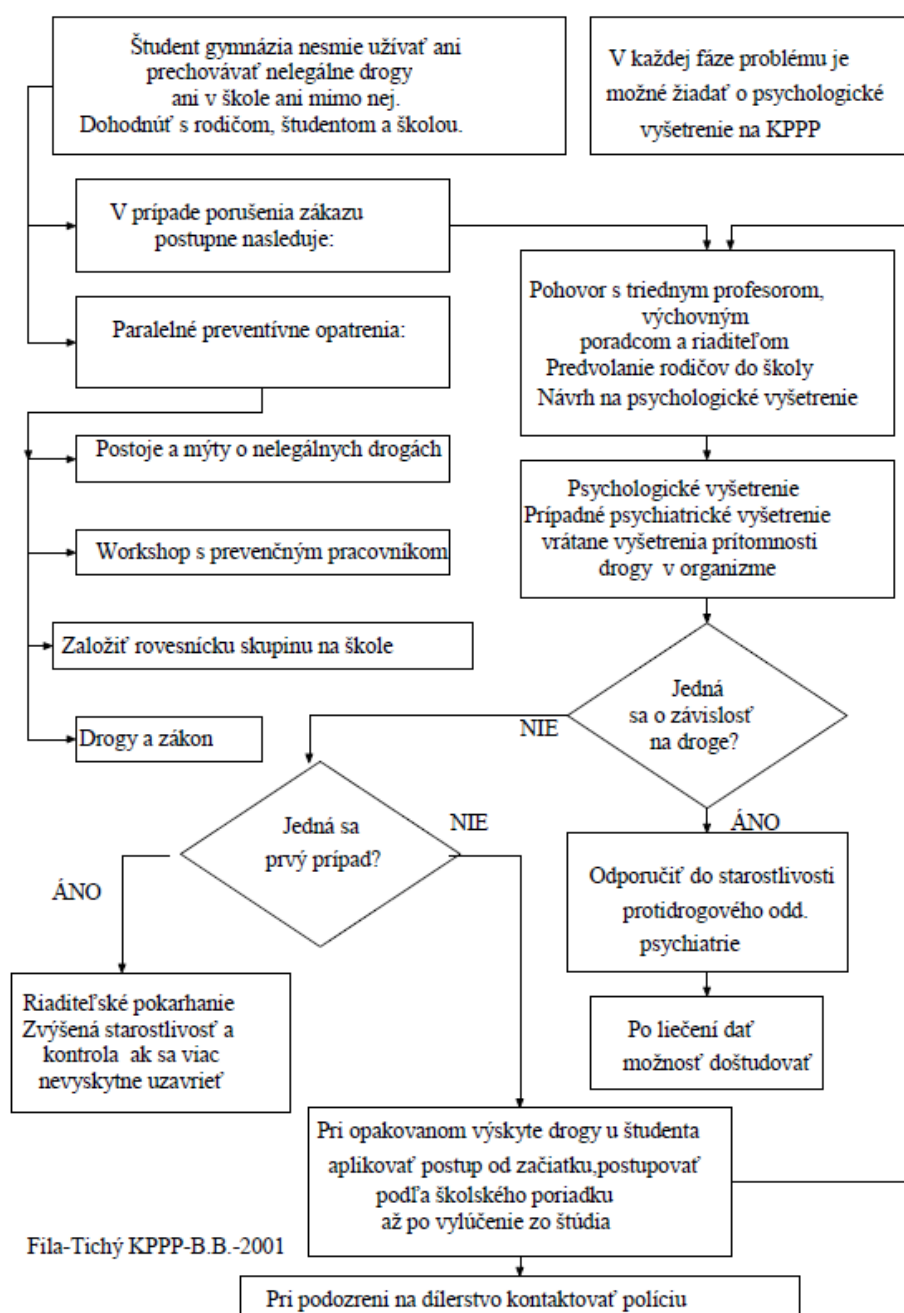 Študent gymnázia nesmie užívať ani
prechovávať nelegálne drogy
ani v škole ani mimo nej.
Dohodnúť s rodičom, študentom a školou.
V každej fáze problému je
možné žiadať o psychologické
vyšetrenie na KPPP
V prípade porušenia zákazu
postupne nasleduje:
Paralelné preventívne opatrenia:
Pohovor s triednym profesorom,
výchovným
poradcom a riaditeľom
Predvolanie rodičov do školy
Návrh na psychologické vyšetrenie
Postoje a mýty o nelegálnych drogách
Workshop s prevenčným pracovníkom
Založiť rovesnícku skupinu na škole
Drogy a zákon
Psychologické vyšetrenie
Prípadné psychiatrické vyšetrenie
vrátane vyšetrenia prítomnosti
drogy v organizme
Jedná
sa o závislosť
na droge?
NIE
ÁNO
Jedná sa
prvý prípad?
NIE
ÁNO
Odporučiť do starostlivosti
protidrogového odd.
psychiatrie
Po liečení dať
možnosť doštudovať
Riaditeľské pokarhanie
Zvýšená starostlivosť a
kontrola ak sa viac
nevyskytne uzavrieť
Pri opakovanom výskyte drogy u študenta
aplikovať postup od začiatku,postupovať
podľa školského poriadku
až po vylúčenie zo štúdia
Fila-Tichý KPPP-B.B.-2001
Pri podozreni na dílerstvo kontaktovať políciu